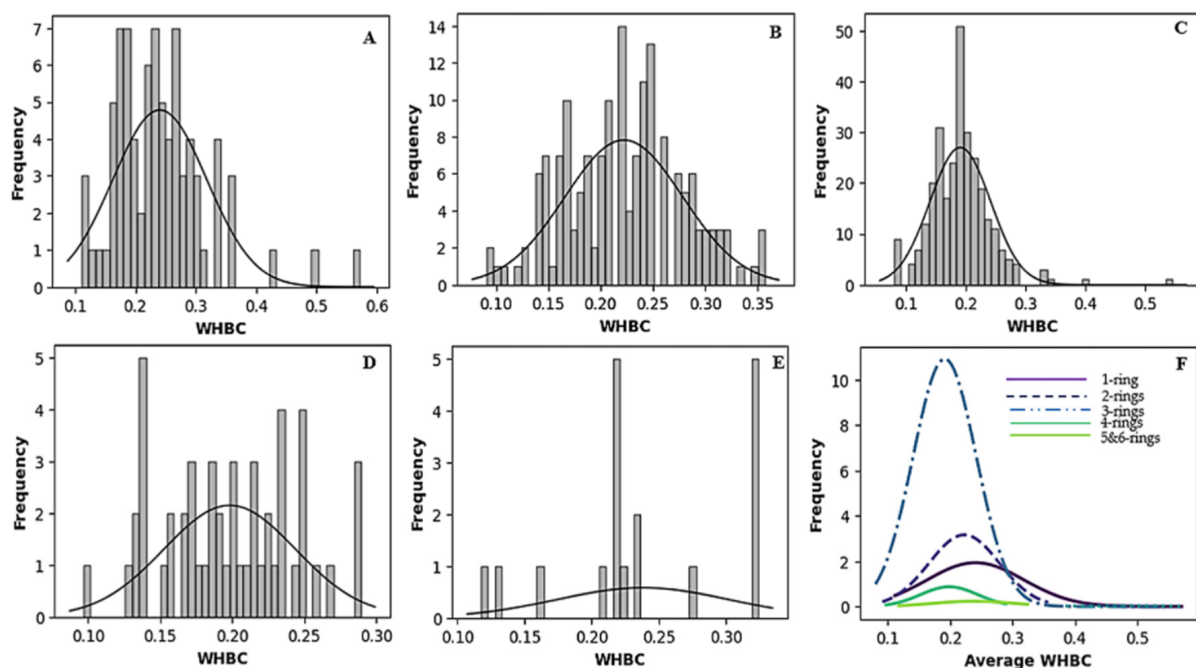 A
Frequency
7
6
5
4
3
2
1
0
0.1 0.2 0.3 0.4 0.5 0.6
WHBC
B
Frequency
14
12
10
8
6
4
2
0
0.10 0.15 0.20 0.25 0.30 0.35
WHBC
C
Frequency
50
40
30
20
10
0
0.1 0.2 0.3 0.4 0.5
WHBC
D
Frequency
5
4
3
2
1
0
0.10 0.15 0.20 0.25 0.30
WHBC
E
Frequency
5
4
3
2
1
0
0.10 0.15 0.20 0.25 0.30
WHBC
F
Frequency
10
8
6
4
2
0
1-ring
2-rings
3-rings
4-rings
5&6-rings
0.1 0.2 0.3 0.4 0.5
Average WHBC